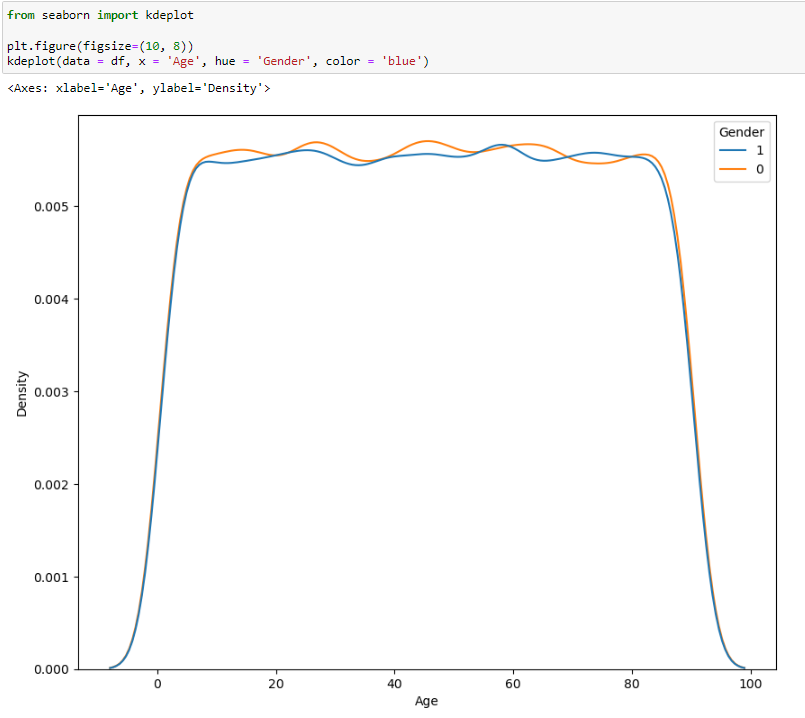 from seaborn import kdeplot
plt.figure(figsize=(10, 8))
kdeplot(data = df, x = 'Age', hue = 'Gender', color = 'blue')
<Axes: xlabel='Age', ylabel='Density'>
Gender
1
0
0.005
0.004
0.003
0.002
0.001
0.000
Density
0 20 40 60 80 100
Age